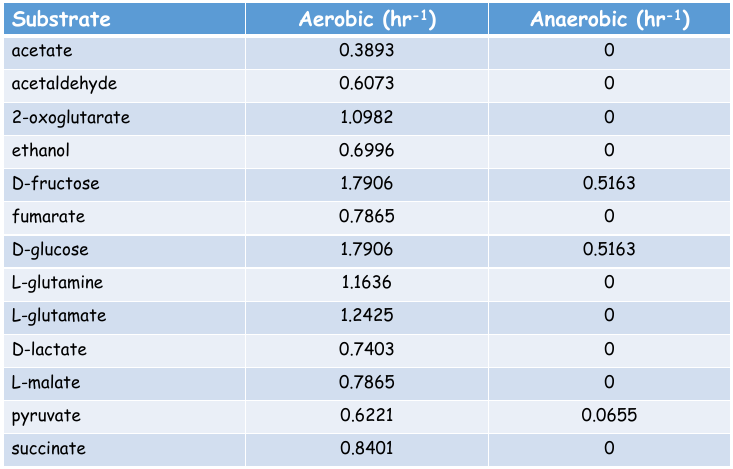 Substrate Aerobic (hr⁻¹) Anaerobic (hr⁻¹)
acetate 0.3893 0
acetaldehyde 0.6073 0
2-oxoglutarate 1.0982 0
ethanol 0.6996 0
D-fructose 1.7906 0.5163
fumarate 0.7865 0
D-glucose 1.7906 0.5163
L-glutamine 1.1636 0
L-glutamate 1.2425 0
D-lactate 0.7403 0
L-malate 0.7865 0
pyruvate 0.6221 0.0655
succinate 0.8401 0